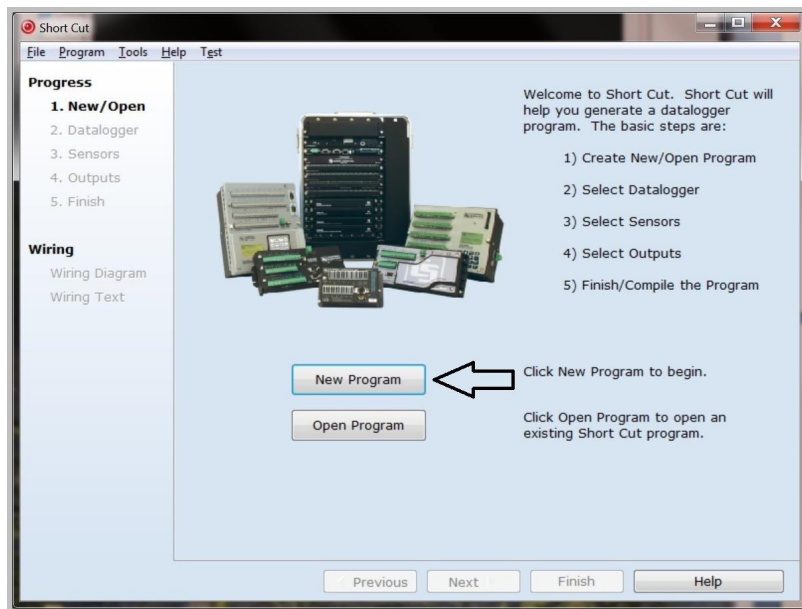 Short Cut
File Program Tools Help Test
Progress
1. New/Open
2. Datalogger
3. Sensors
4. Outputs
5. Finish
Wiring
Wiring Diagram
Wiring Text
Welcome to Short Cut. Short Cut will
help you generate a datalogger
program. The basic steps are:
1) Create New/Open Program
2) Select Datalogger
3) Select Sensors
4) Select Outputs
5) Finish/Compile the Program
New Program
Click New Program to begin.
Open Program
Click Open Program to open an
existing Short Cut program.
Previous Next Finish Help